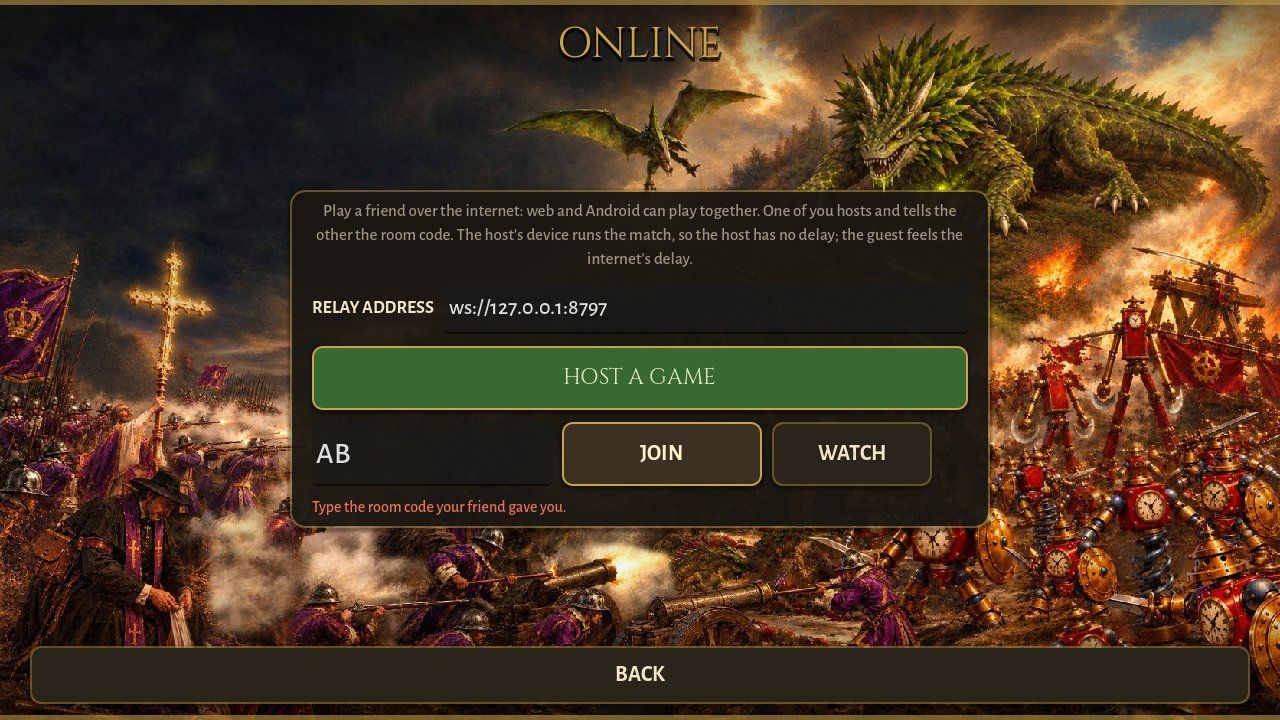 ONLINE
Play a friend over the internet: web and Android can play together. One of you hosts and tells the
other the room code. The host's device runs the match, so the host has no delay; the guest feels the
internet's delay.
RELAY ADDRESS ws://127.0.0.1:8797
HOST A GAME
AB JOIN WATCH
Type the room code your friend gave you.
BACK